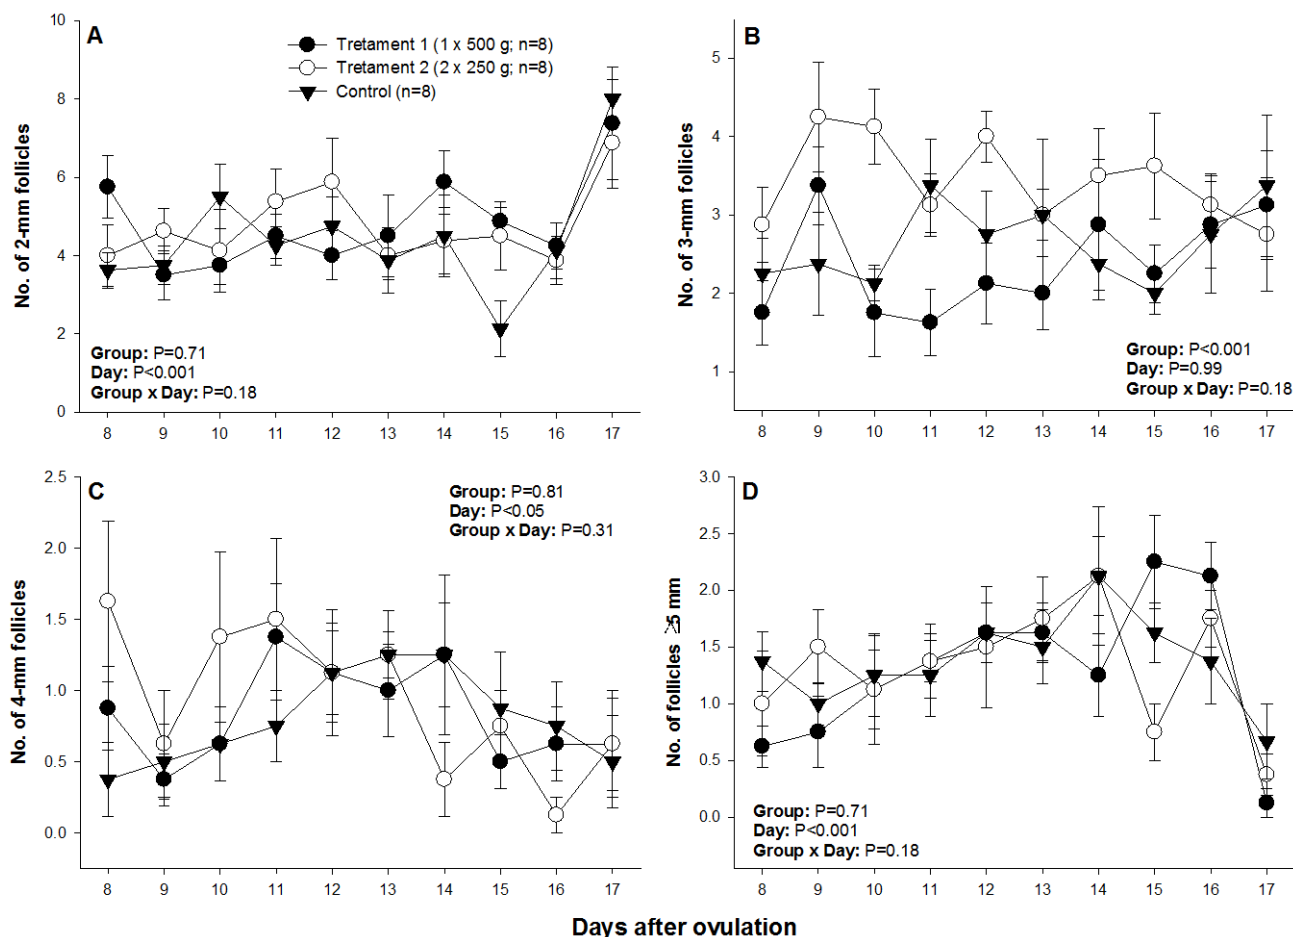 A
Tretament 1 (1 x 500 g; n=8)
Tretament 2 (2 x 250 g; n=8)
Control (n=8)
No. of 2-mm follicles
10
8
6
4
2
0
Group: P=0.71
Day: P<0.001
Group x Day: P=0.18
8 9 10 11 12 13 14 15 16 17
B
No. of 3-mm follicles
5
4
3
2
1
Group: P<0.001
Day: P=0.99
Group x Day: P=0.18
8 9 10 11 12 13 14 15 16 17
C
No. of 4-mm follicles
2.5
2.0
1.5
1.0
0.5
0.0
Group: P=0.81
Day: P<0.05
Group x Day: P=0.31
8 9 10 11 12 13 14 15 16 17
D
No. of follicles ≥5 mm
3.0
2.5
2.0
1.5
1.0
0.5
0.0
Group: P=0.71
Day: P<0.001
Group x Day: P=0.18
8 9 10 11 12 13 14 15 16 17
Days after ovulation